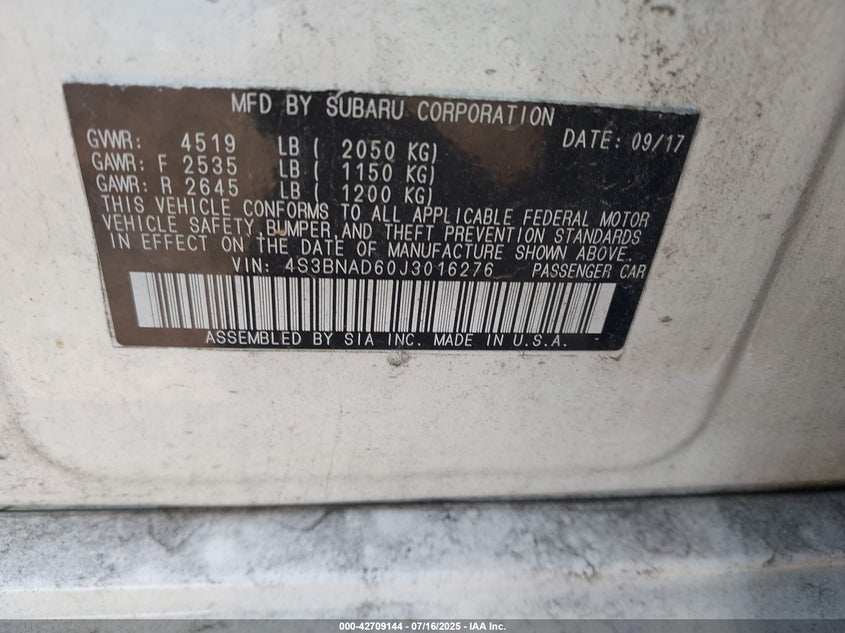 MFD BY SUBARU CORPORATION
GVWR: 4519 LB ( 2050 KG) DATE: 09/17
GAWR: F 2535 LB ( 1150 KG)
GAWR: R 2645 LB ( 1200 KG)
THIS VEHICLE CONFORMS TO ALL APPLICABLE FEDERAL MOTOR
VEHICLE SAFETY, BUMPER, AND THEFT PREVENTION STANDARDS
IN EFFECT ON THE DATE OF MANUFACTURE SHOWN ABOVE.
VIN: 4S3BNAD60J3016276 PASSENGER CAR
ASSEMBLED BY SIA INC. MADE IN U.S.A.
000-42709144 - 07/16/2025 - IAA Inc.